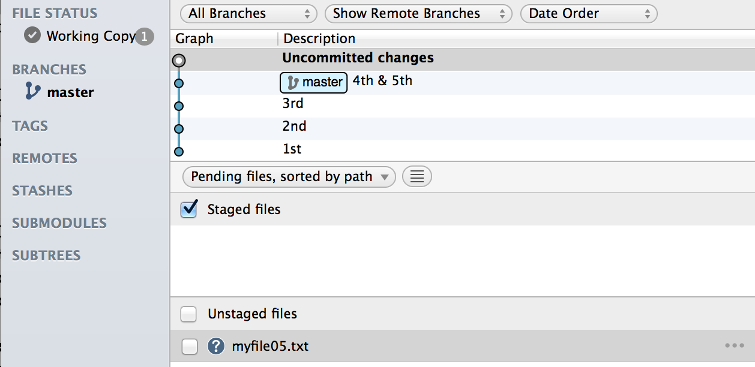 FILE STATUS
Working Copy 1
BRANCHES
master
TAGS
REMOTES
STASHES
SUBMODULES
SUBTREES
All Branches Show Remote Branches Date Order
Graph Description
Uncommitted changes
master 4th & 5th
3rd
2nd
1st
Pending files, sorted by path
Staged files
Unstaged files
? myfile05.txt